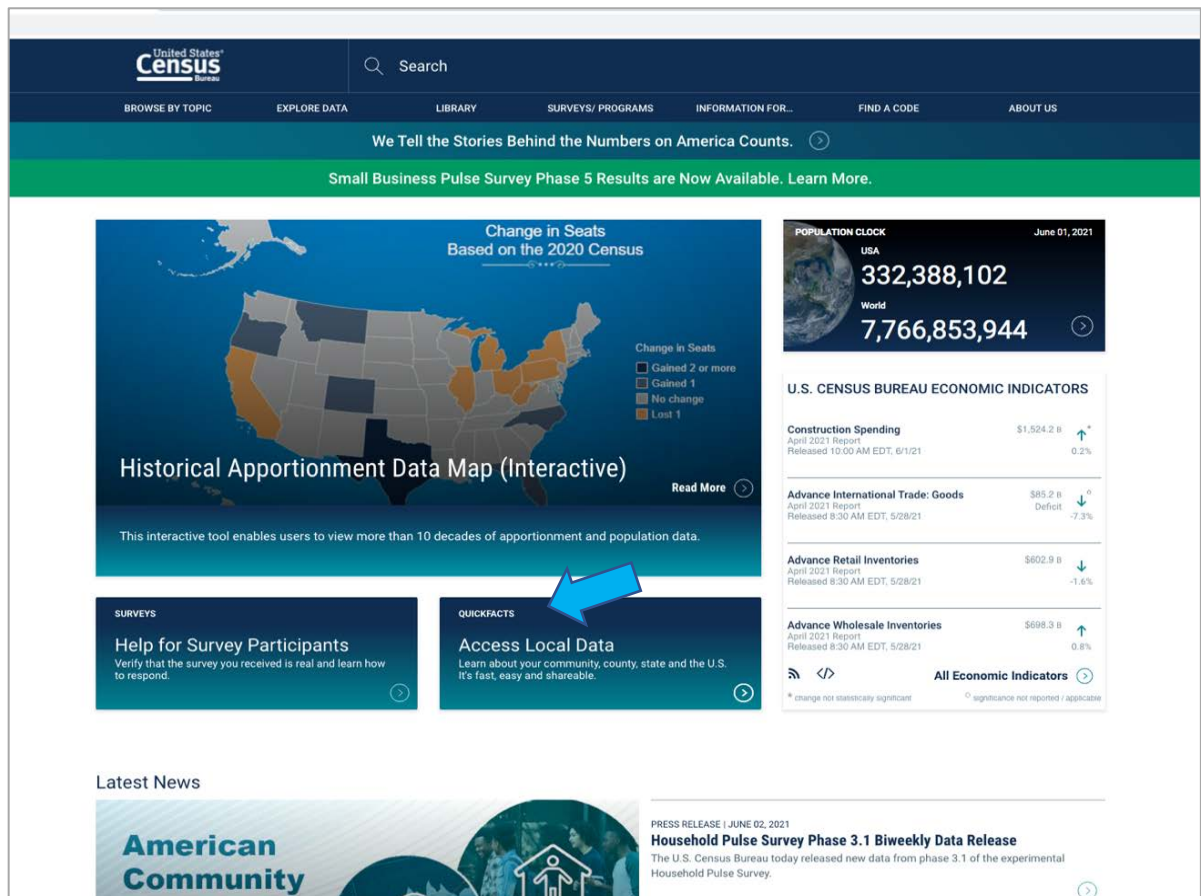 United States®
Census
Bureau
Search
BROWSE BY TOPIC
EXPLORE DATA
LIBRARY
SURVEYS/ PROGRAMS
INFORMATION FOR...
FIND A CODE
ABOUT US
We Tell the Stories Behind the Numbers on America Counts.
Small Business Pulse Survey Phase 5 Results are Now Available. Learn More.
Change in Seats
Based on the 2020 Census
Change in Seats
Gained 2 or more
Gained 1
No change
Lost 1
Historical Apportionment Data Map (Interactive)
Read More
This interactive tool enables users to view more than 10 decades of apportionment and population data.
SURVEYS
Help for Survey Participants
Verify that the survey you received is real and learn how
to respond.
QUICKFACTS
Access Local Data
Learn about your community, county, state and the U.S.
It's fast, easy and shareable.
POPULATION CLOCK
June 01, 2021
USA
332,388,102
World
7,766,853,944
U.S. CENSUS BUREAU ECONOMIC INDICATORS
Construction Spending
April 2021 Report
Released 10:00 AM EDT, 6/1/21
$1,524.2 B
*
0.2%
Advance International Trade: Goods
April 2021 Report
Released 8:30 AM EDT, 5/28/21
$85.2 B
Deficit
°
-7.3%
Advance Retail Inventories
April 2021 Report
Released 8:30 AM EDT, 5/28/21
$602.9 B
-1.6%
Advance Wholesale Inventories
April 2021 Report
Released 8:30 AM EDT, 5/28/21
$698.3 B
0.8%
</>
All Economic Indicators
* change not statistically significant
° significance not reported / applicable
Latest News
American
Community
PRESS RELEASE | JUNE 02, 2021
Household Pulse Survey Phase 3.1 Biweekly Data Release
The U.S. Census Bureau today released new data from phase 3.1 of the experimental
Household Pulse Survey.